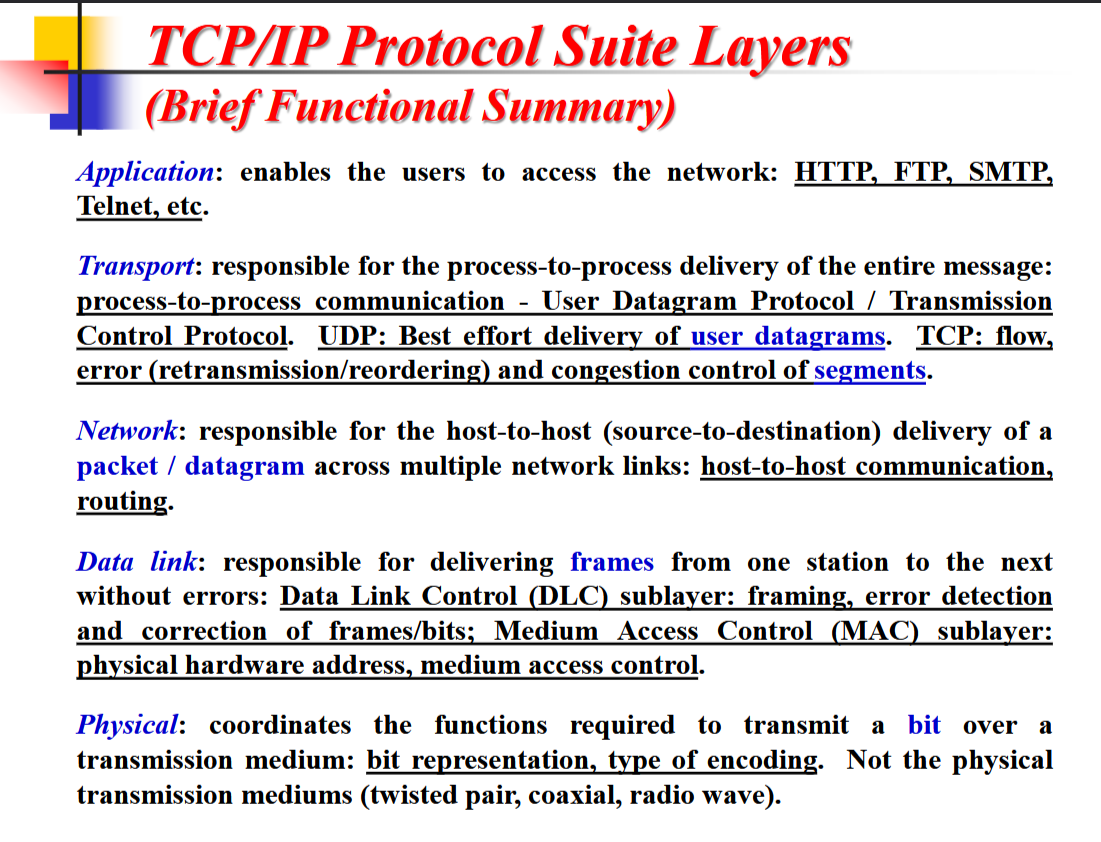 TCP/IP Protocol Suite Layers
(Brief Functional Summary)
Application: enables the users to access the network: HTTP, FTP, SMTP,
Telnet, etc.
Transport: responsible for the process-to-process delivery of the entire message:
process-to-process communication - User Datagram Protocol / Transmission
Control Protocol. UDP: Best effort delivery of user datagrams. TCP: flow,
error (retransmission/reordering) and congestion control of segments.
Network: responsible for the host-to-host (source-to-destination) delivery of a
packet / datagram across multiple network links: host-to-host communication,
routing.
Data link: responsible for delivering frames from one station to the next
without errors: Data Link Control (DLC) sublayer: framing, error detection
and correction of frames/bits; Medium Access Control (MAC) sublayer:
physical hardware address, medium access control.
Physical: coordinates the functions required to transmit a bit over a
transmission medium: bit representation, type of encoding. Not the physical
transmission mediums (twisted pair, coaxial, radio wave).